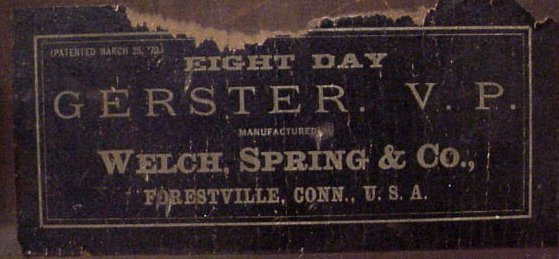 (PATENTED MARCH 25, '79.)
EIGHT DAY
GERSTER. V. P.
MANUFACTURED
WELCH, SPRING & CO.,
FORESTVILLE, CONN., U. S. A.